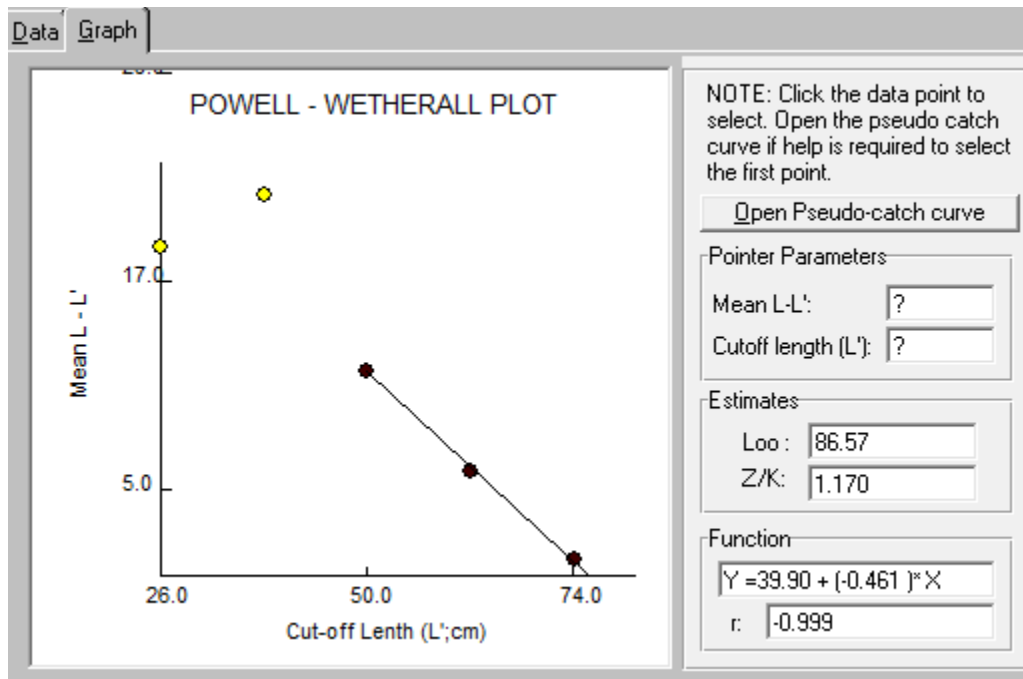 Data Graph
POWELL - WETHERALL PLOT
17.0
5.0
Mean L - L'
26.0 50.0 74.0
Cut-off Lenth (L';cm)
NOTE: Click the data point to
select. Open the pseudo catch
curve if help is required to select
the first point.
Open Pseudo-catch curve
Pointer Parameters
Mean L-L': ?
Cutoff length (L'): ?
Estimates
Loo : 86.57
Z/K: 1.170
Function
Y =39.90 + (-0.461 )* X
r: -0.999